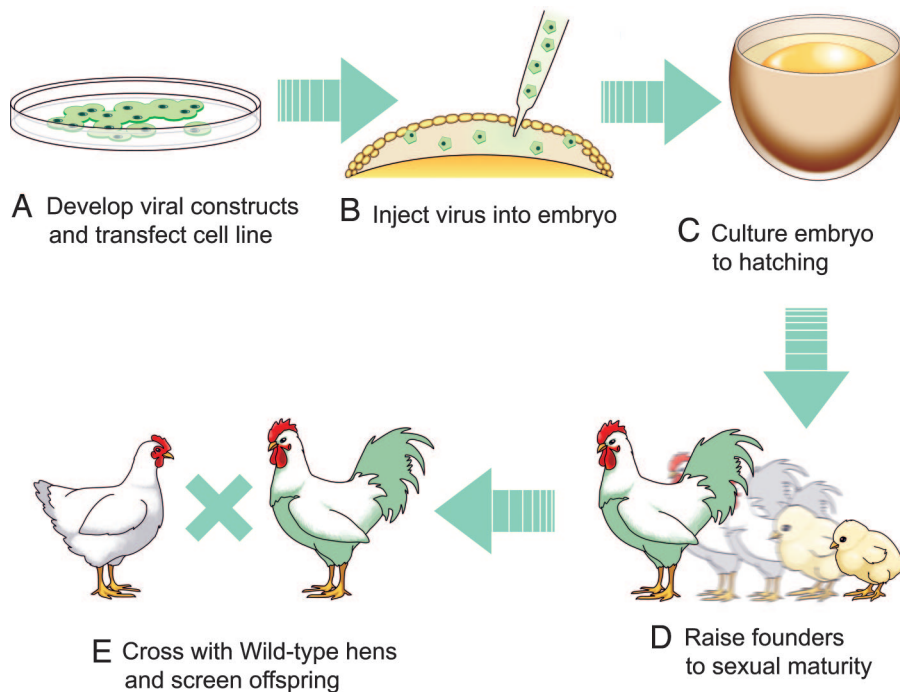 A Develop viral constructs
and transfect cell line
B Inject virus into embryo
C Culture embryo
to hatching
D Raise founders
to sexual maturity
E Cross with Wild-type hens
and screen offspring